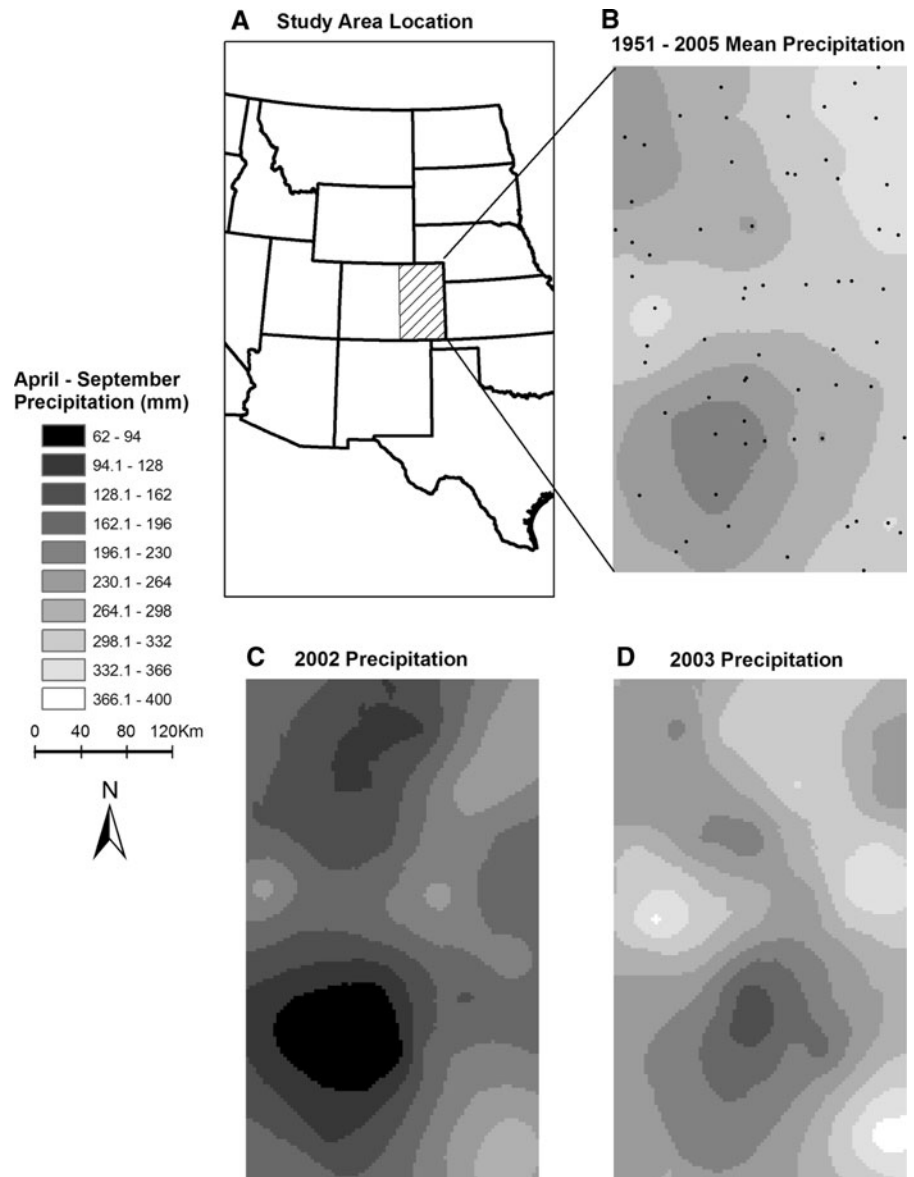 A Study Area Location
B
1951 - 2005 Mean Precipitation
April - September
Precipitation (mm)
62 - 94
94.1 - 128
128.1 - 162
162.1 - 196
196.1 - 230
230.1 - 264
264.1 - 298
298.1 - 332
332.1 - 366
366.1 - 400
0 40 80 120Km
N
C 2002 Precipitation
D 2003 Precipitation